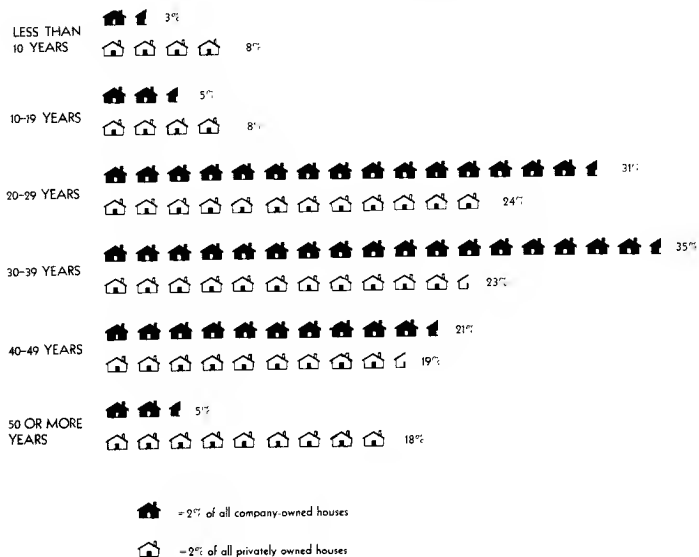 LESS THAN
10 YEARS
3%
8%
10-19 YEARS
5%
8%
20-29 YEARS
31%
24%
30-39 YEARS
35%
23%
40-49 YEARS
21%
19%
50 OR MORE
YEARS
5%
18%
=2% of all company-owned houses
=2% of all privately owned houses